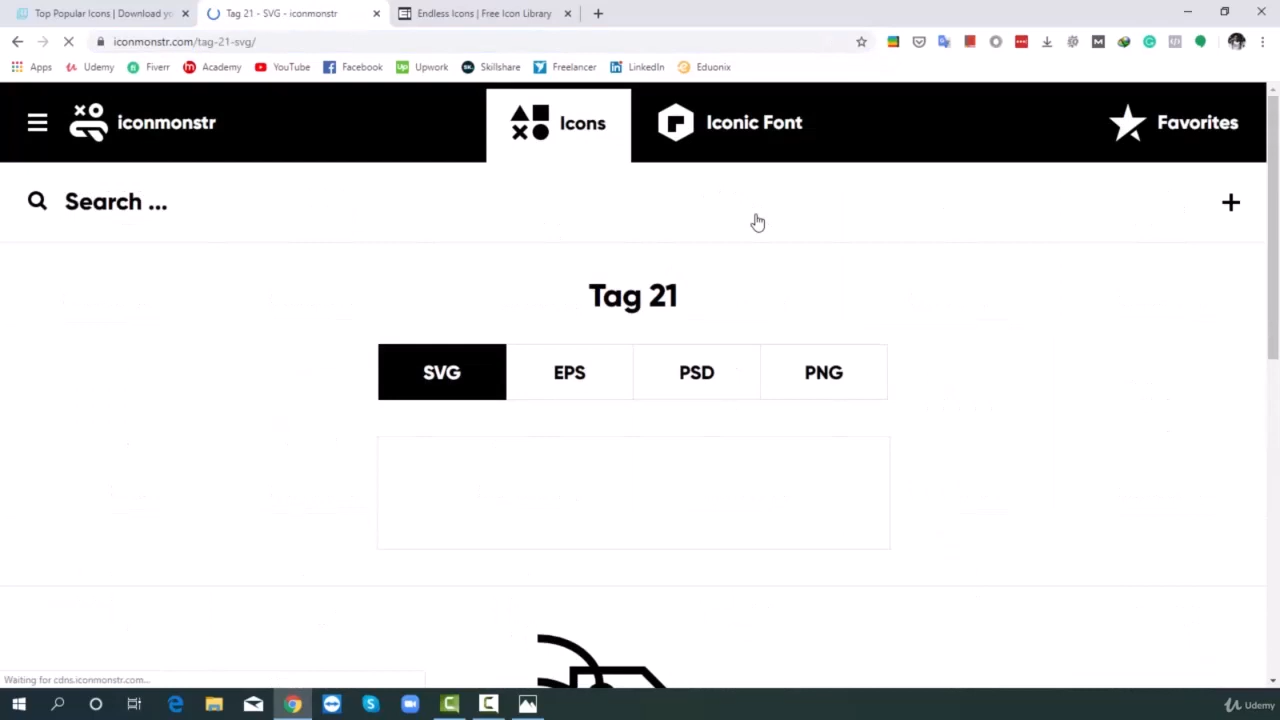 Top Popular Icons | Download yo
Tag 21 - SVG - iconmonstr
Endless Icons | Free Icon Library
iconmonstr.com/tag-21-svg/
Apps
Udemy
Fiverr
Academy
YouTube
Facebook
Upwork
Skillshare
Freelancer
LinkedIn
Eduonix
iconmonstr
Icons
Iconic Font
Favorites
Search ...
Tag 21
SVG
EPS
PSD
PNG
Waiting for cdns.iconmonstr.com...
Udemy